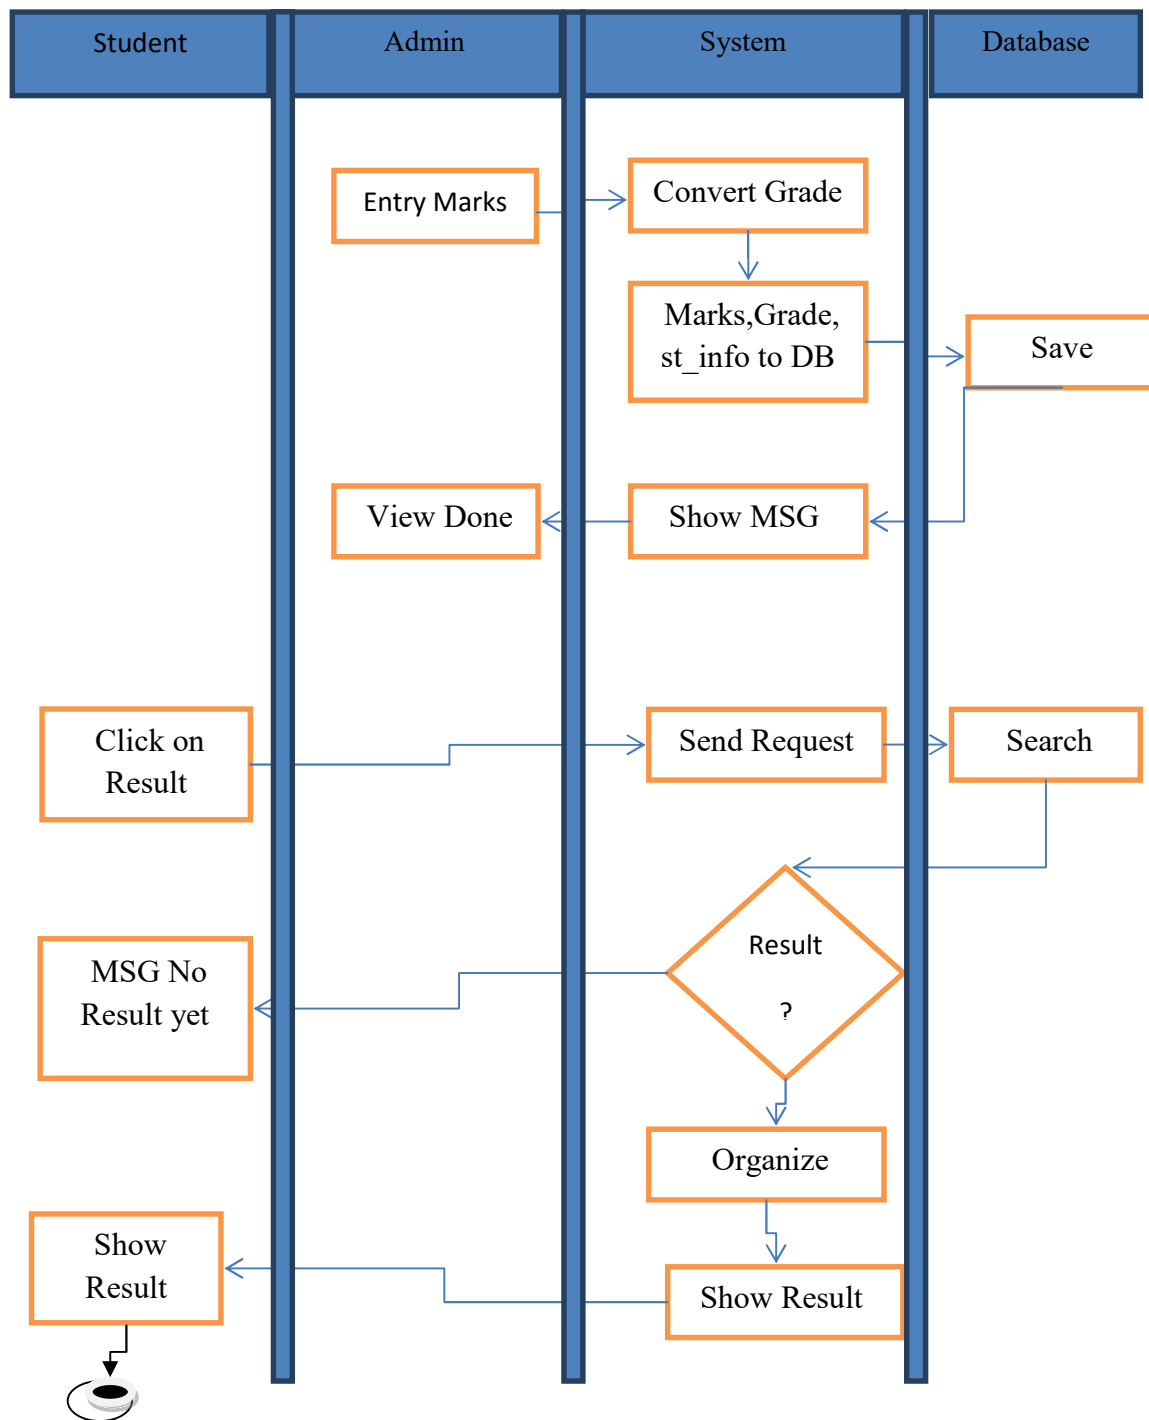 Student
Admin
System
Database
Entry Marks
Convert Grade
Marks,Grade,
st_info to DB
Save
View Done
Show MSG
Click on
Result
Send Request
Search
Result
?
MSG No
Result yet
Organize
Show
Result
Show Result